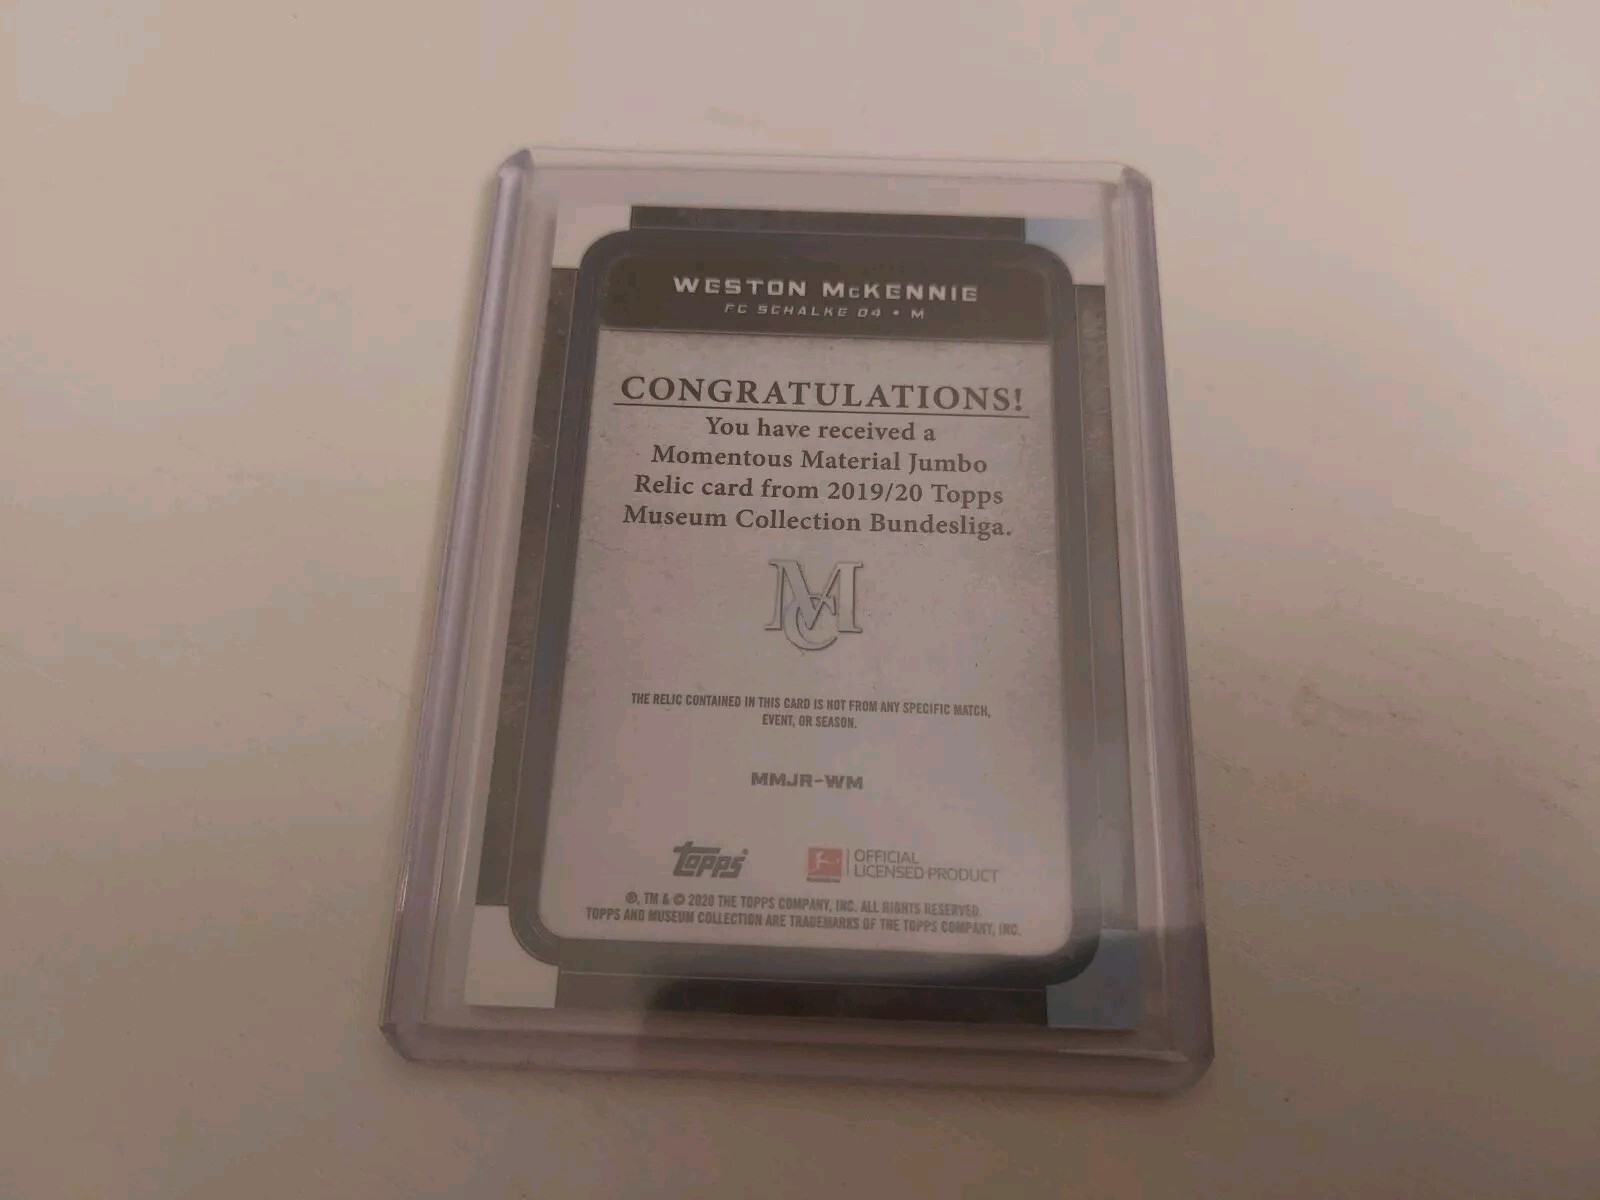 WESTON McKENNIE
FC SCHALKE 04 • M
CONGRATULATIONS!
You have received a
Momentous Material Jumbo
Relic card from 2019/20 Topps
Museum Collection Bundesliga.
MC
THE RELIC CONTAINED IN THIS CARD IS NOT FROM ANY SPECIFIC MATCH,
EVENT, OR SEASON.
MMJR-WM
topps
OFFICIAL
LICENSED PRODUCT
®, TM & © 2020 THE TOPPS COMPANY, INC. ALL RIGHTS RESERVED.
TOPPS AND MUSEUM COLLECTION ARE TRADEMARKS OF THE TOPPS COMPANY, INC.